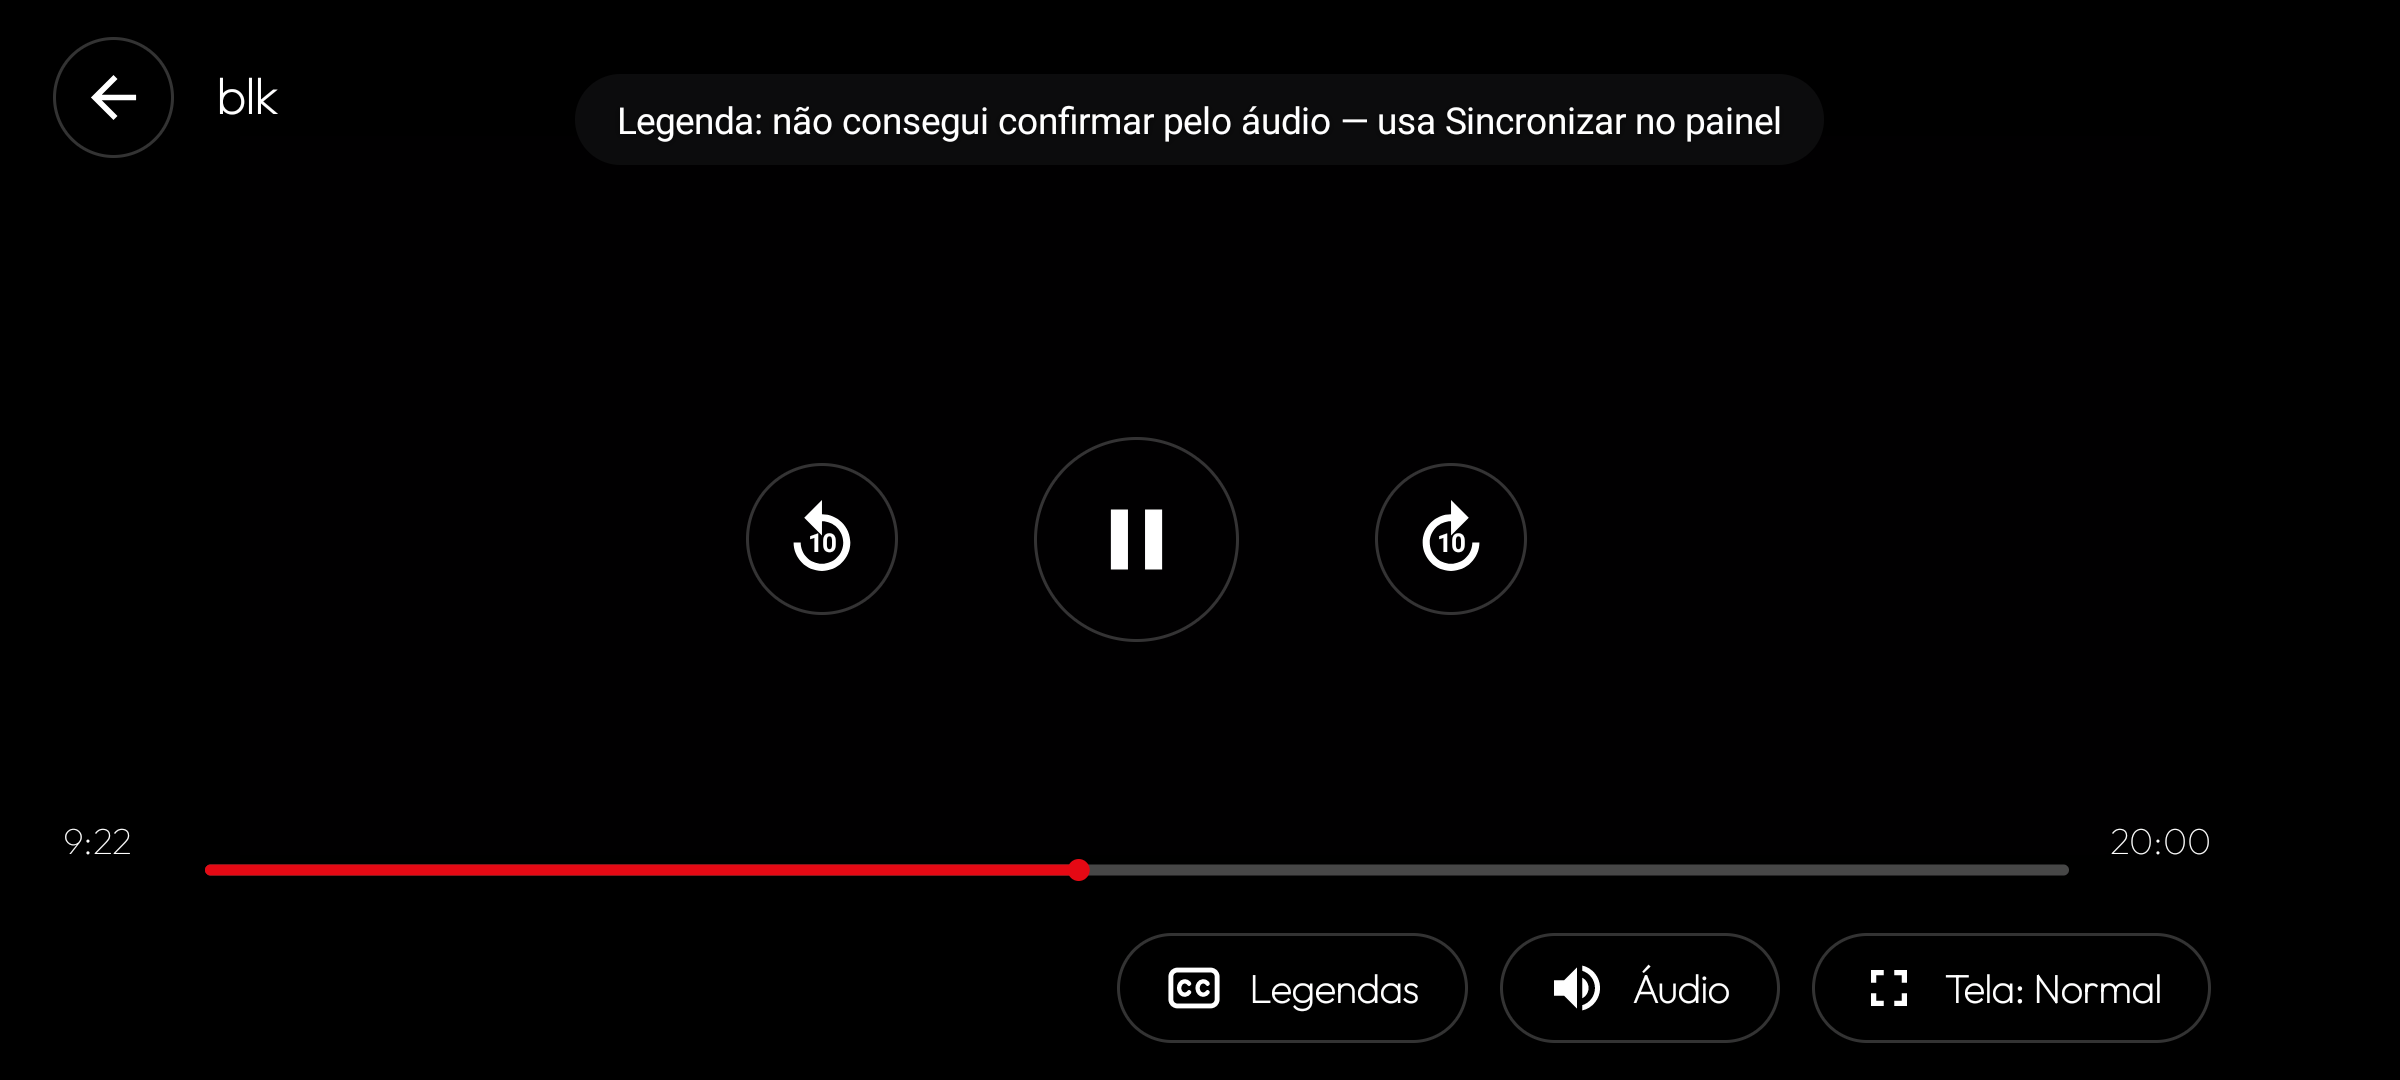 blk
Legenda: não consegui confirmar pelo áudio — usa Sincronizar no painel
10
10
9:22
20:00
CC Legendas
Áudio
Tela: Normal